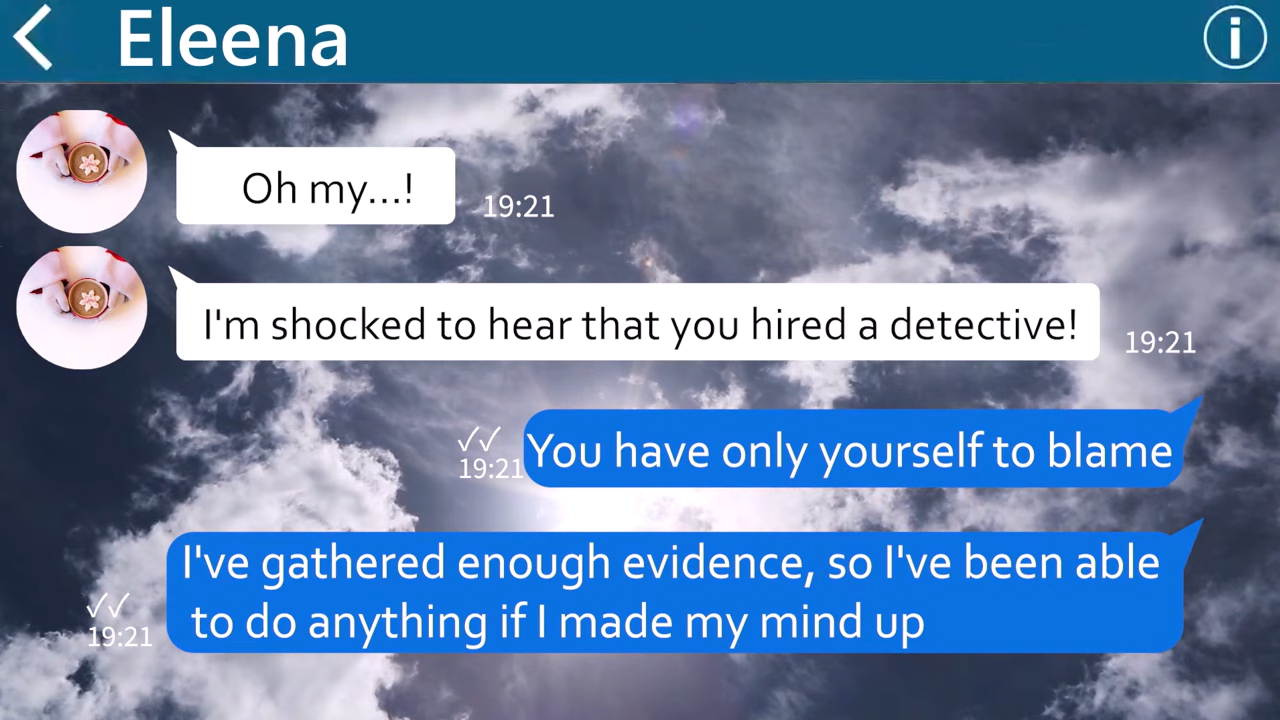 Eleena
Oh my...!
19:21
I'm shocked to hear that you hired a detective!
19:21
You have only yourself to blame
19:21
I've gathered enough evidence, so I've been able
to do anything if I made my mind up
19:21